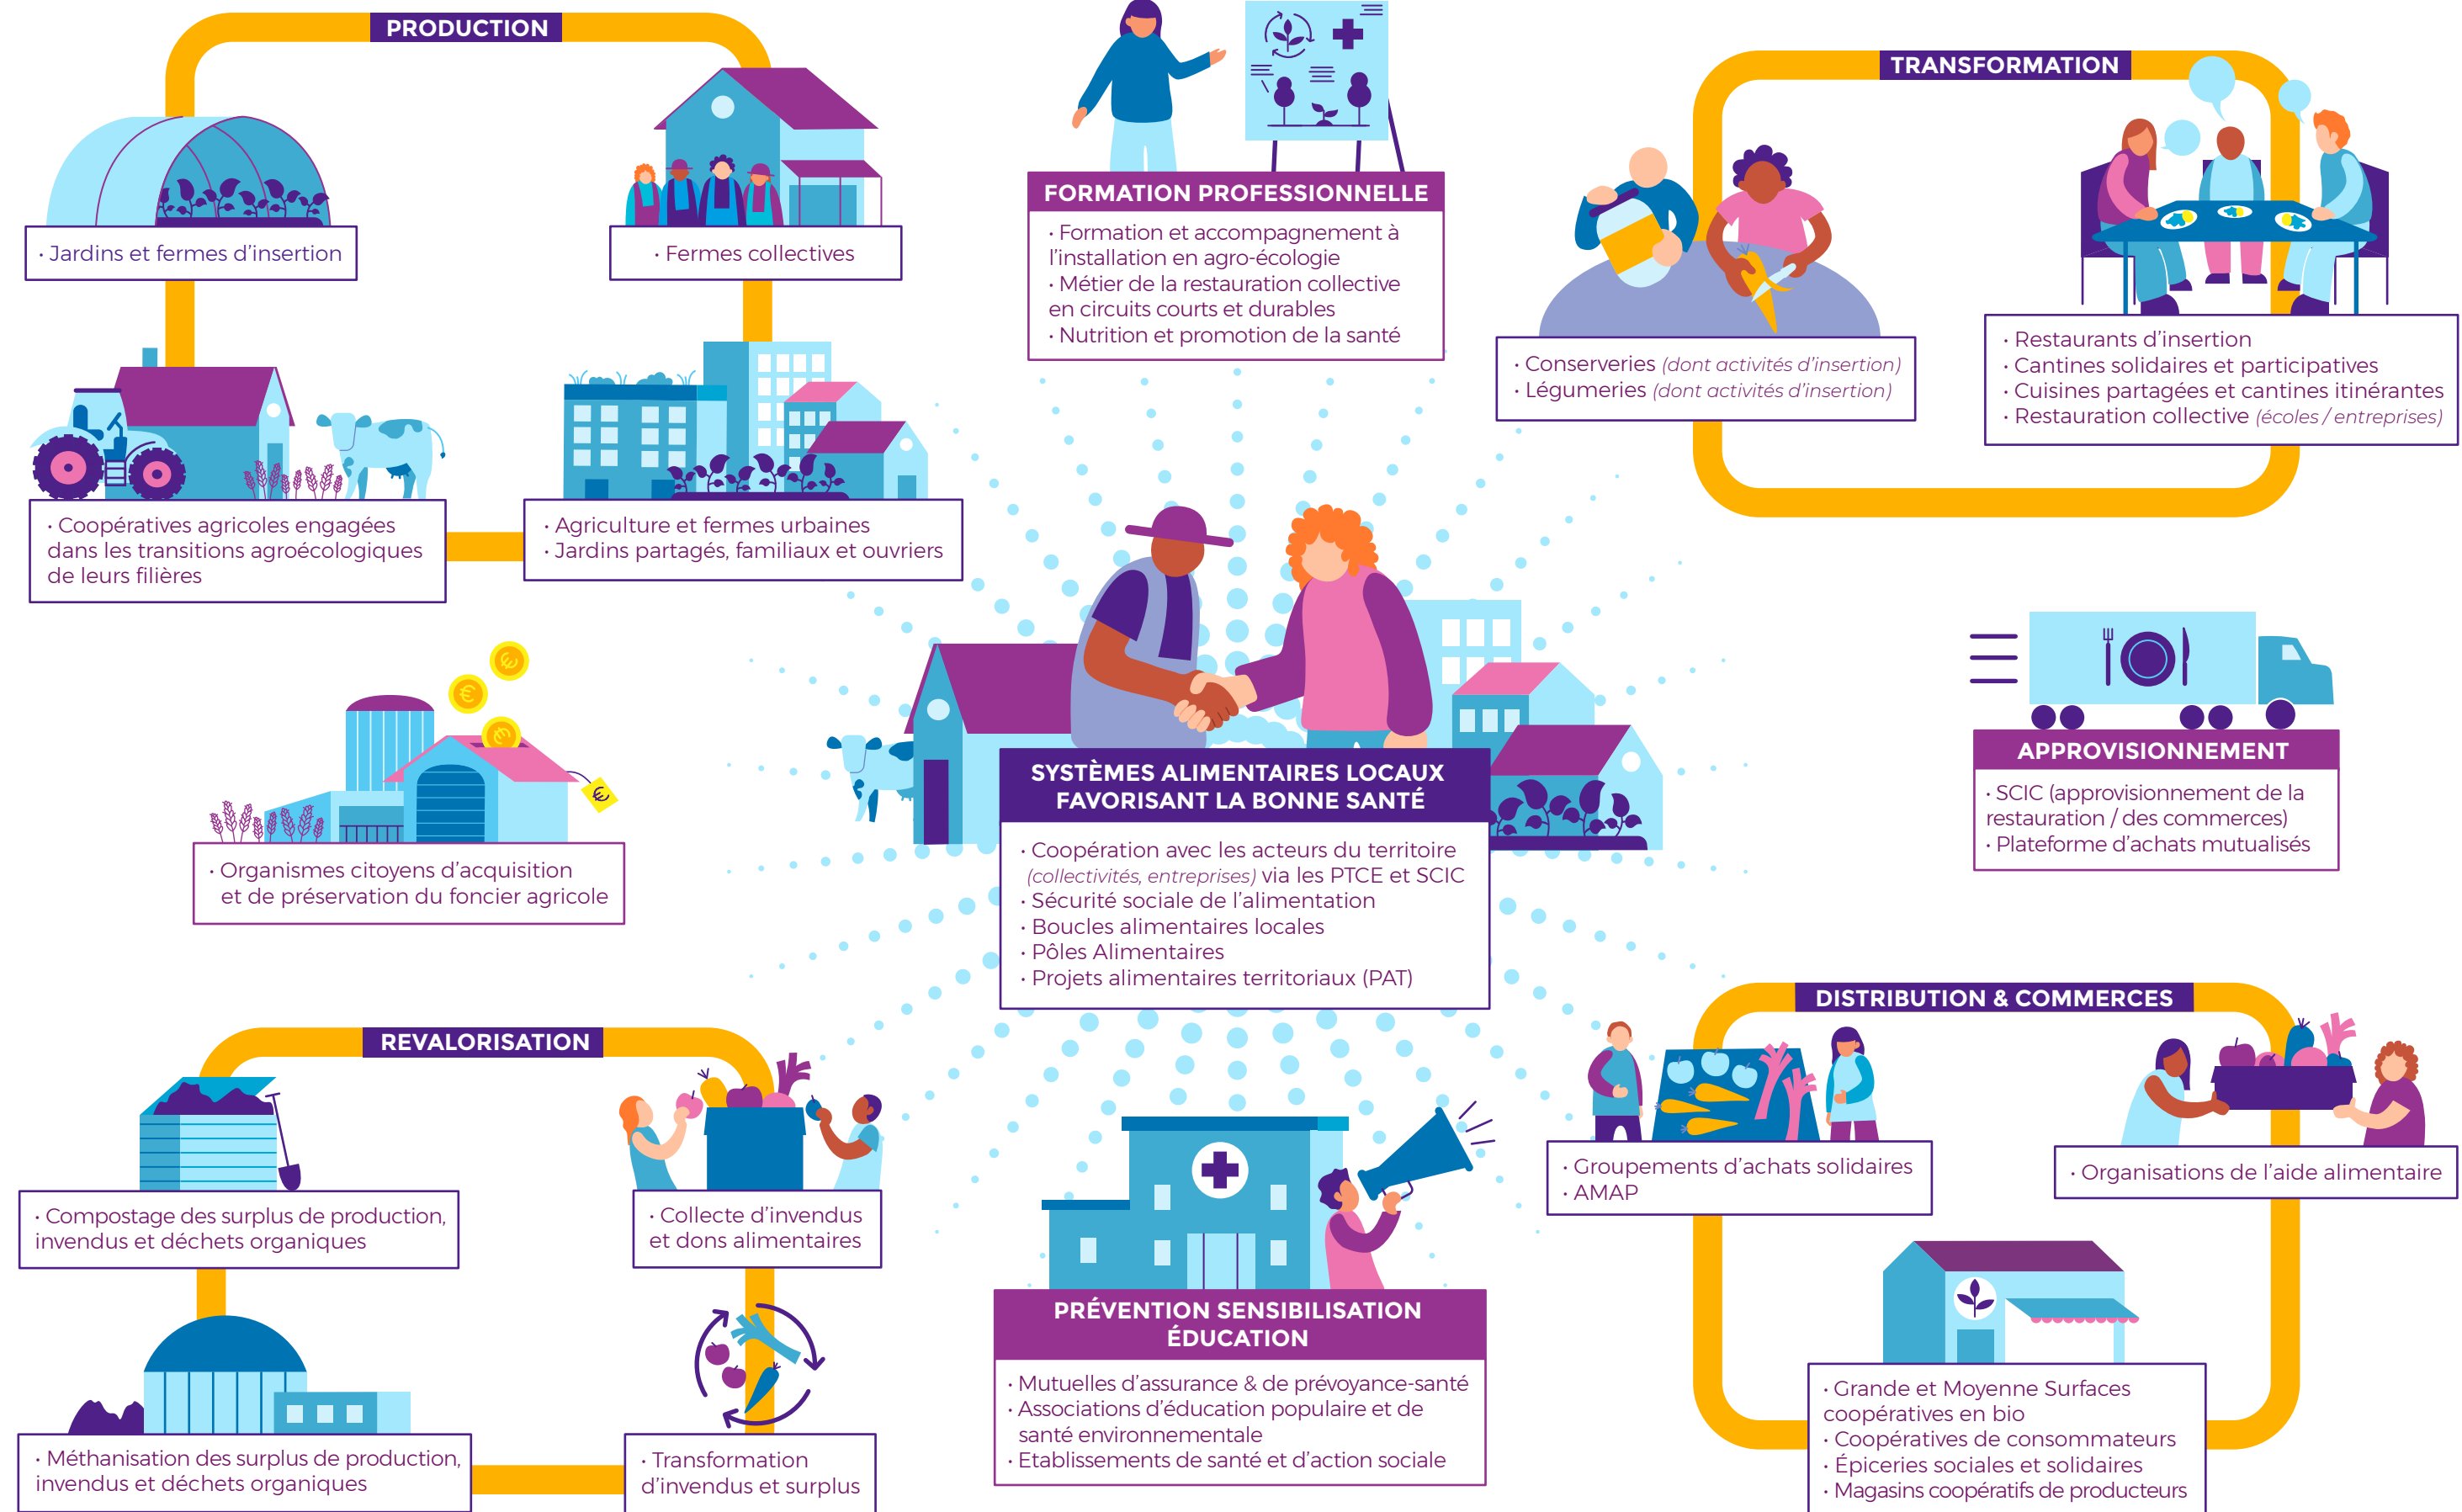 PRODUCTION
• Jardins et fermes d’insertion
• Fermes collectives
• Coopératives agricoles engagées
dans les transitions agroécologiques
de leurs filières
• Agriculture et fermes urbaines
• Jardins partagés, familiaux et ouvriers
FORMATION PROFESSIONNELLE
• Formation et accompagnement à
l’installation en agro-écologie
• Métier de la restauration collective
en circuits courts et durables
• Nutrition et promotion de la santé
TRANSFORMATION
• Conserveries (dont activités d’insertion)
• Légumeries (dont activités d’insertion)
• Restaurants d’insertion
• Cantines solidaires et participatives
• Cuisines partagées et cantines itinérantes
• Restauration collective (écoles / entreprises)
€
€
€
€
• Organismes citoyens d’acquisition
et de préservation du foncier agricole
SYSTÈMES ALIMENTAIRES LOCAUX
FAVORISANT LA BONNE SANTÉ
• Coopération avec les acteurs du territoire
(collectivités, entreprises) via les PTCE et SCIC
• Sécurité sociale de l’alimentation
• Boucles alimentaires locales
• Pôles Alimentaires
• Projets alimentaires territoriaux (PAT)
APPROVISIONNEMENT
• SCIC (approvisionnement de la
restauration / des commerces)
• Plateforme d’achats mutualisés
REVALORISATION
• Compostage des surplus de production,
invendus et déchets organiques
• Collecte d’invendus
et dons alimentaires
• Méthanisation des surplus de production,
invendus et déchets organiques
• Transformation
d’invendus et surplus
PRÉVENTION SENSIBILISATION
ÉDUCATION
• Mutuelles d’assurance & de prévoyance-santé
• Associations d’éducation populaire et de
santé environnementale
• Etablissements de santé et d’action sociale
DISTRIBUTION & COMMERCES
• Groupements d’achats solidaires
• AMAP
• Organisations de l’aide alimentaire
• Grande et Moyenne Surfaces
coopératives en bio
• Coopératives de consommateurs
• Épiceries sociales et solidaires
• Magasins coopératifs de producteurs